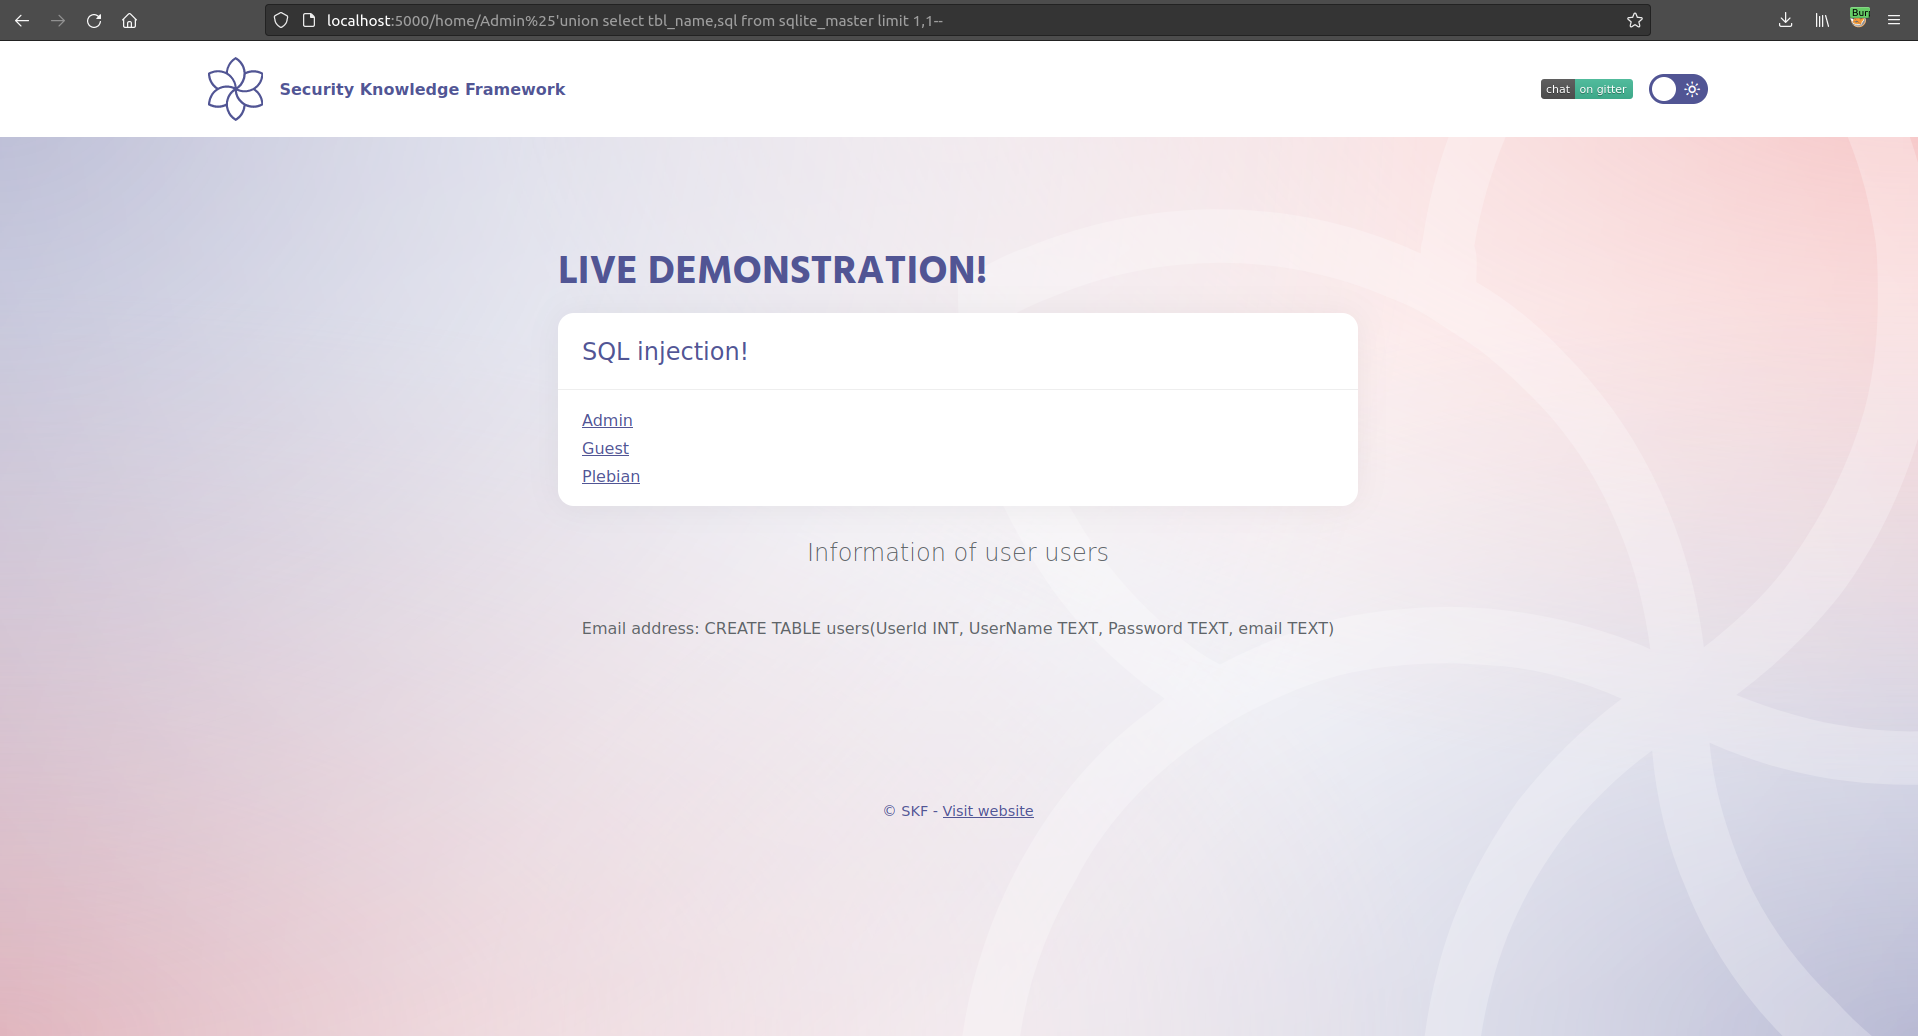 localhost:5000/home/Admin%25'union select tbl_name,sql from sqlite_master limit 1,1--
Security Knowledge Framework
chat on gitter
LIVE DEMONSTRATION!
SQL injection!
Admin
Guest
Plebian
Information of user users
Email address: CREATE TABLE users(UserId INT, UserName TEXT, Password TEXT, email TEXT)
© SKF - Visit website